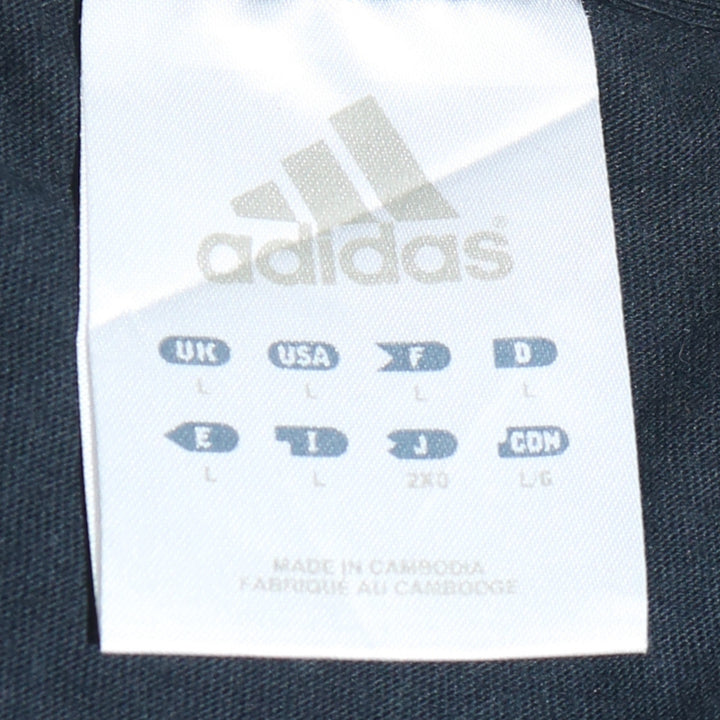 adidas®
UK USA F D
L L L L
E I J CDN
L L 2XO L/G
MADE IN CAMBODIA
FABRIQUE AU CAMBODGE